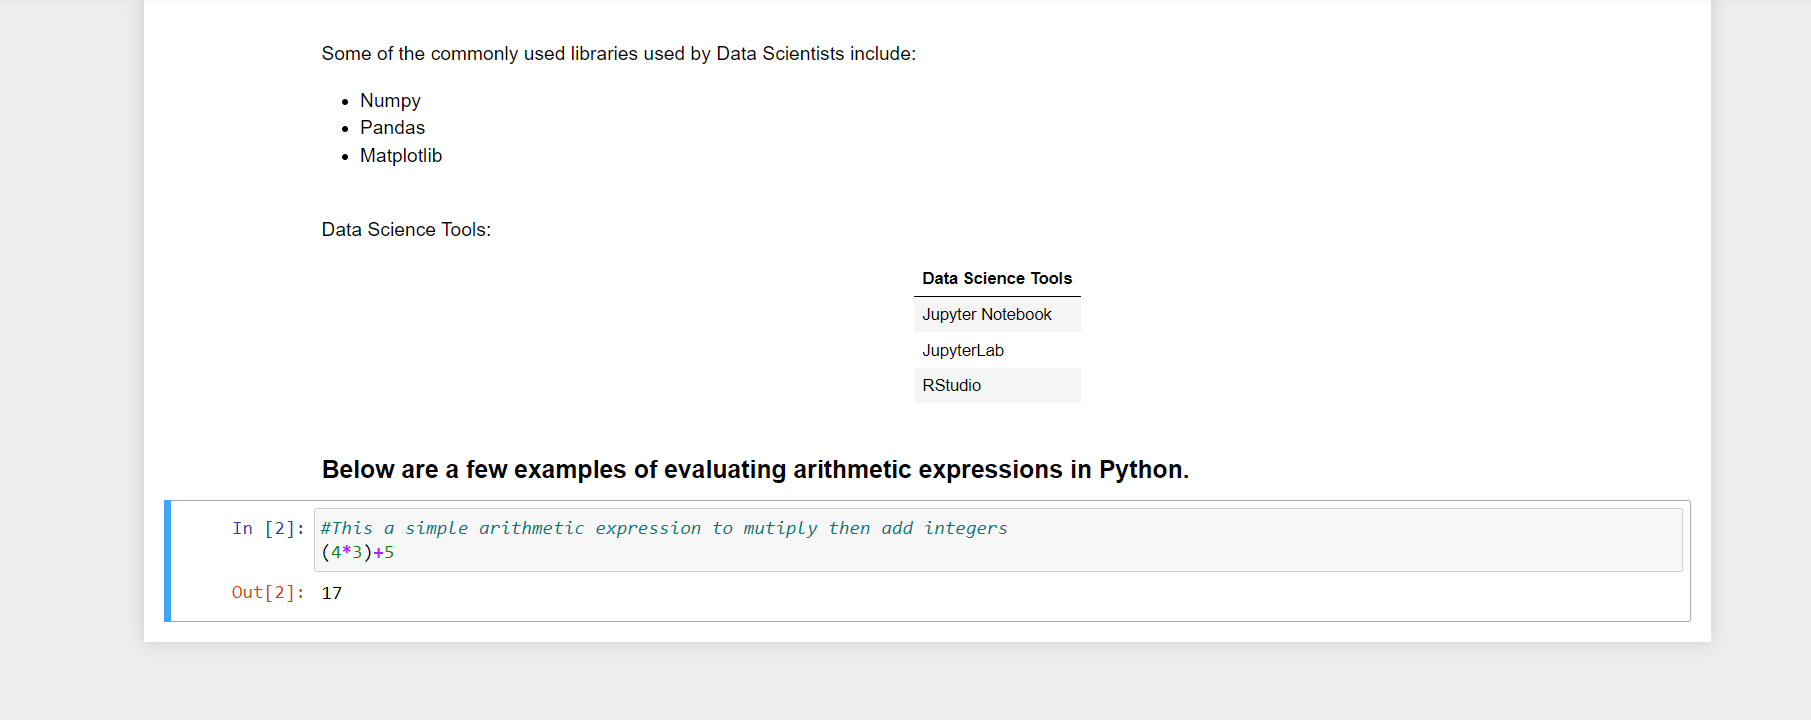 Some of the commonly used libraries used by Data Scientists include:
Numpy
Pandas
Matplotlib
Data Science Tools:
Data Science Tools
Jupyter Notebook
JupyterLab
RStudio
Below are a few examples of evaluating arithmetic expressions in Python.
In [2]: #This a simple arithmetic expression to mutiply then add integers
(4*3)+5
Out[2]: 17